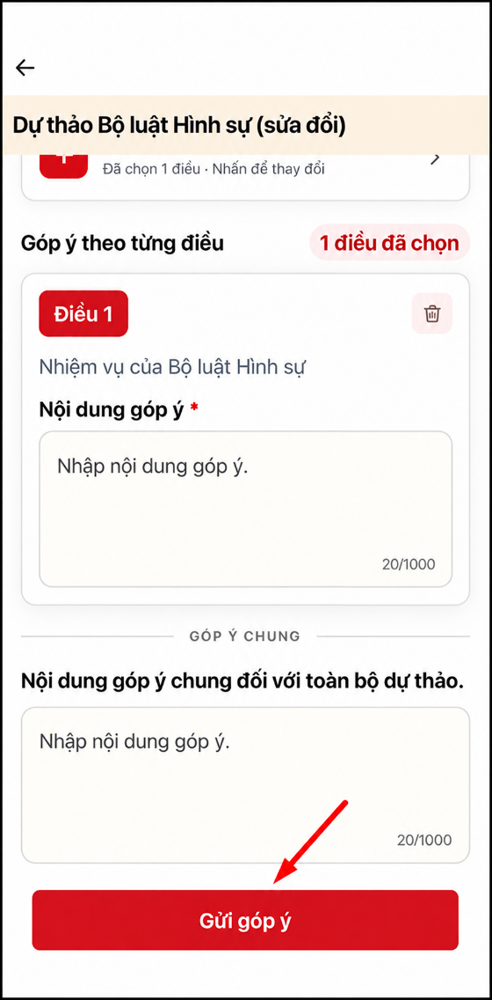 Dự thảo Bộ luật Hình sự (sửa đổi)
Đã chọn 1 điều · Nhấn để thay đổi
Góp ý theo từng điều
1 điều đã chọn
Điều 1
Nhiệm vụ của Bộ luật Hình sự
Nội dung góp ý *
Nhập nội dung góp ý.
20/1000
GÓP Ý CHUNG
Nội dung góp ý chung đối với toàn bộ dự thảo.
Nhập nội dung góp ý.
20/1000
Gửi góp ý